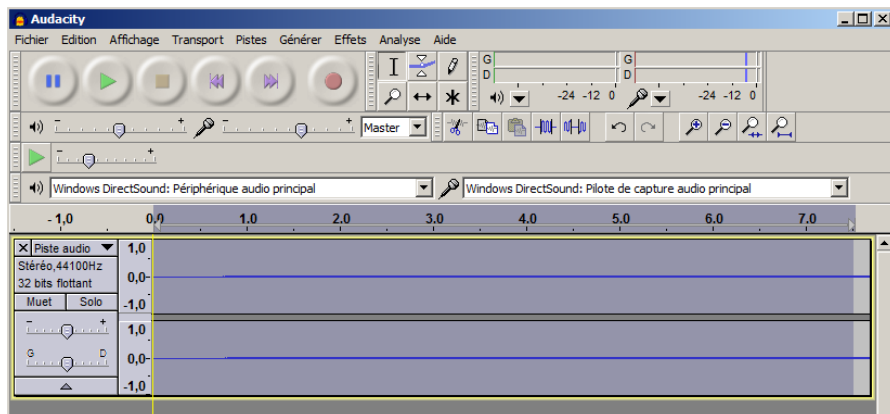 Audacity
Fichier Edition Affichage Transport Pistes Générer Effets Analyse Aide
G G
D D
-24 -12 0 -24 -12 0
- + - + Master
- +
Windows DirectSound: Périphérique audio principal Windows DirectSound: Pilote de capture audio principal
- 1,0 0,0 1.0 2.0 3.0 4.0 5.0 6.0 7.0
X Piste audio 1,0
Stéréo,44100Hz
32 bits flottant 0,0-
Muet Solo -1,0
- + 1,0
G D 0,0-
-1,0